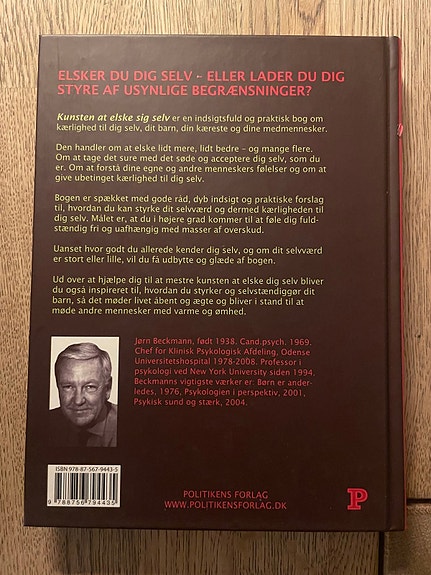 ELSKER DU DIG SELV – ELLER LADER DU DIG
STYRE AF USYNLIGE BEGRÆNSNINGER?
Kunsten at elske sig selv er en indsigtsfuld og praktisk bog om
kærlighed til dig selv, dit barn, din kæreste og dine medmennesker.
Den handler om at elske lidt mere, lidt bedre – og mange flere.
Om at tage det sure med det søde og acceptere dig selv, som du
er. Om at forstå dine egne og andre menneskers følelser og om at
give og få ubetinget kærlighed til dig selv.
Bogen er spækket med gode råd, dyb indsigt og praktiske forslag
til, hvordan du kan styrke dit selvværd og dermed kærligheden til
dig selv. Målet er, at du i højere grad kommer til at føle dig fuld-
stændig fri og uafhængig med masser af overskud.
Uanset hvor godt du allerede kender dig selv, og om dit selvværd
er stort eller lille, vil du få udbytte og glæde af bogen.
Ud over at hjælpe dig til at mestre kunsten at elske dig selv bliver
du også inspireret til, hvordan du styrker og selvstændiggør dit
barn, så det møder livet åbent og ægte og bliver i stand til at
møde andre mennesker med varme og ømhed.
Jørn Beckmann, født 1938. Cand.psych. 1969.
Chef for Klinisk Psykologisk Afdeling, Odense
Universitetshospital 1978-2008. Professor i
psykologi ved New York University siden 1994.
Beckmanns vigtigste værker er: Børn er ander-
ledes, 1976, Psykologien i perspektiv, 2001,
Psykisk sund og stærk, 2004.
ISBN 978-87-567-9443-5
9 788756 794435
POLITIKENS FORLAG
WWW.POLITIKENSFORLAG.DK
P